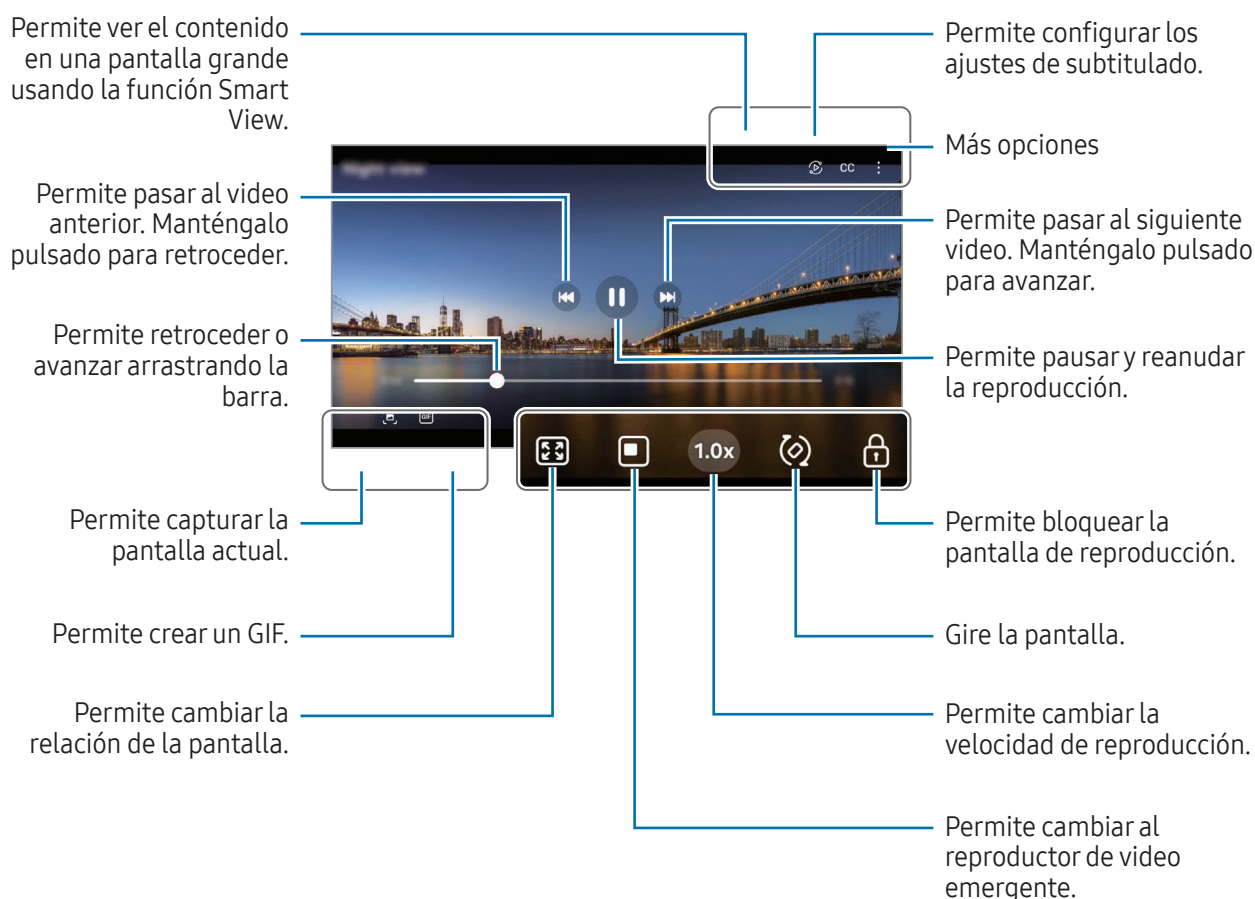 Permite ver el contenido
en una pantalla grande
usando la función Smart
View.
Permite configurar los
ajustes de subtitulado.
Más opciones
Night view
CC
Permite pasar al video
anterior. Manténgalo
pulsado para retroceder.
Permite pasar al siguiente
video. Manténgalo pulsado
para avanzar.
Permite retroceder o
avanzar arrastrando la
barra.
Permite pausar y reanudar
la reproducción.
GIF
1.0x
Permite capturar la
pantalla actual.
Permite bloquear la
pantalla de reproducción.
Permite crear un GIF.
Gire la pantalla.
Permite cambiar la
relación de la pantalla.
Permite cambiar la
velocidad de reproducción.
Permite cambiar al
reproductor de video
emergente.